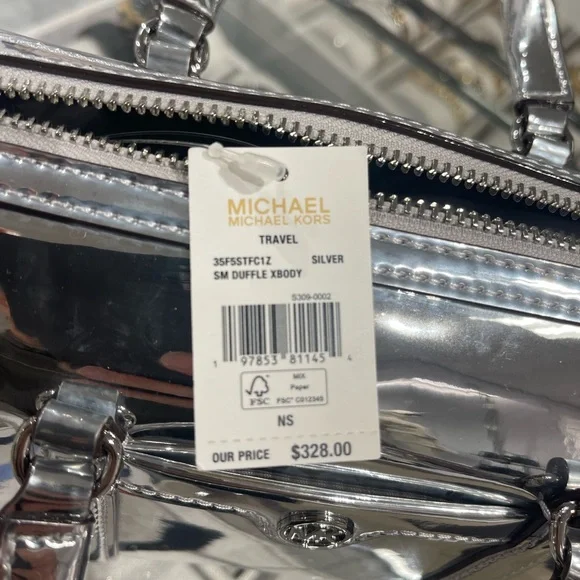 MICHAEL
MICHAEL KORS
TRAVEL
35F5STFC1Z SILVER
SM DUFFLE XBODY
S309-0002
1 97853 81145 4
FSC
MIX
Paper
FSC® C012345
NS
OUR PRICE $328.00